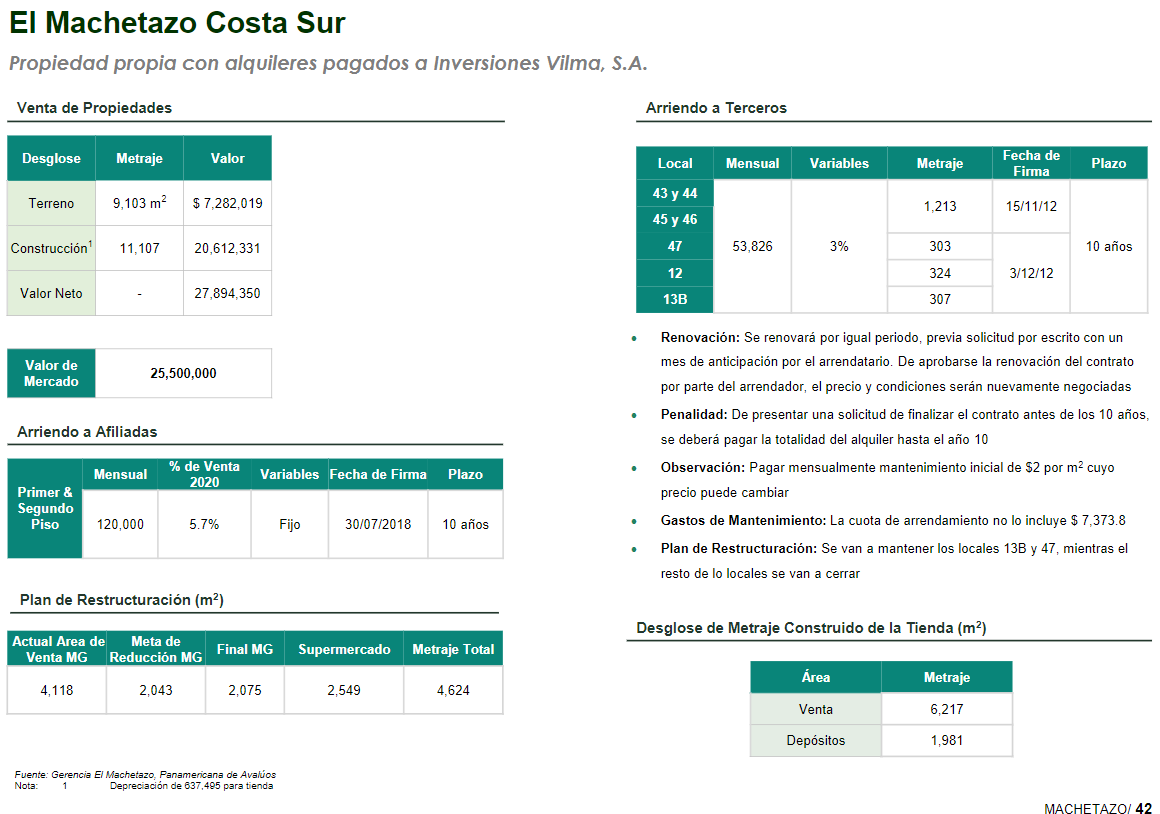 El Machetazo Costa Sur
Propiedad propia con alquileres pagados a Inversiones Vilma, S.A.
Venta de Propiedades
Desglose Metraje Valor
Terreno 9,103 m² $ 7,282,019
Construcción¹ 11,107 20,612,331
Valor Neto - 27,894,350
Valor de
Mercado
25,500,000
Arriendo a Afiliadas
Primer &
Segundo
Piso
Mensual % de Venta
2020
Variables Fecha de Firma Plazo
120,000 5.7% Fijo 30/07/2018 10 años
Plan de Restructuración (m²)
Actual Area de
Venta MG
Meta de
Reducción MG
Final MG Supermercado Metraje Total
4,118 2,043 2,075 2,549 4,624
Arriendo a Terceros
Local Mensual Variables Metraje Fecha de
Firma
Plazo
43 y 44
45 y 46
47
12
13B
53,826 3%
1,213
303
324
307
15/11/12
3/12/12
10 años
• Renovación: Se renovará por igual periodo, previa solicitud por escrito con un
mes de anticipación por el arrendatario. De aprobarse la renovación del contrato
por parte del arrendador, el precio y condiciones serán nuevamente negociadas
• Penalidad: De presentar una solicitud de finalizar el contrato antes de los 10 años,
se deberá pagar la totalidad del alquiler hasta el año 10
• Observación: Pagar mensualmente mantenimiento inicial de $2 por m² cuyo
precio puede cambiar
• Gastos de Mantenimiento: La cuota de arrendamiento no lo incluye $ 7,373.8
• Plan de Restructuración: Se van a mantener los locales 13B y 47, mientras el
resto de lo locales se van a cerrar
Desglose de Metraje Construido de la Tienda (m²)
Área Metraje
Venta 6,217
Depósitos 1,981
Fuente: Gerencia El Machetazo, Panamericana de Avalúos
Nota: 1 Depreciación de 637,495 para tienda
MACHETAZO/ 42